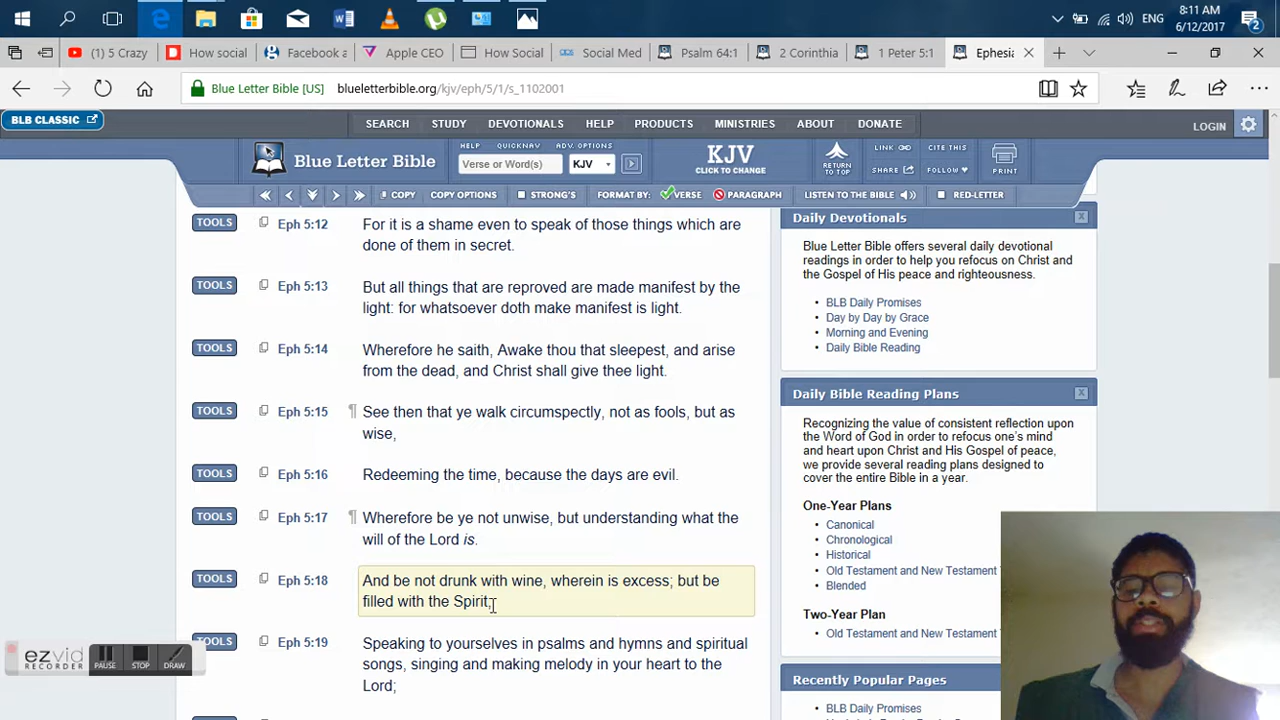 8:11 AM
ENG
6/12/2017
2
(1) 5 Crazy
How social
Facebook a
Apple CEO
How Social
Social Med
Psalm 64:1
2 Corinthia
1 Peter 5:1
Ephesia
Blue Letter Bible [US]
blueletterbible.org/kjv/eph/5/1/s_1102001
BLB CLASSIC
SEARCH STUDY DEVOTIONALS HELP PRODUCTS MINISTRIES ABOUT DONATE
LOGIN
Blue Letter Bible
HELP QUICKNAV ADV. OPTIONS
Verse or Word(s)
KJV
KJV
CLICK TO CHANGE
RETURN
TO TOP
LINK CITE THIS
SHARE FOLLOW
PRINT
COPY COPY OPTIONS STRONG'S FORMAT BY: VERSE PARAGRAPH LISTEN TO THE BIBLE RED-LETTER
TOOLS Eph 5:12 For it is a shame even to speak of those things which are
done of them in secret.
TOOLS Eph 5:13 But all things that are reproved are made manifest by the
light: for whatsoever doth make manifest is light.
TOOLS Eph 5:14 Wherefore he saith, Awake thou that sleepest, and arise
from the dead, and Christ shall give thee light.
TOOLS Eph 5:15 ¶ See then that ye walk circumspectly, not as fools, but as
wise,
TOOLS Eph 5:16 Redeeming the time, because the days are evil.
TOOLS Eph 5:17 ¶ Wherefore be ye not unwise, but understanding what the
will of the Lord is.
TOOLS Eph 5:18 And be not drunk with wine, wherein is excess; but be
filled with the Spirit;
TOOLS Eph 5:19 Speaking to yourselves in psalms and hymns and spiritual
songs, singing and making melody in your heart to the
Lord;
Daily Devotionals
Blue Letter Bible offers several daily devotional
readings in order to help you refocus on Christ and
the Gospel of His peace and righteousness.
• BLB Daily Promises
• Day by Day by Grace
• Morning and Evening
• Daily Bible Reading
Daily Bible Reading Plans
Recognizing the value of consistent reflection upon
the Word of God in order to refocus one's mind
and heart upon Christ and His Gospel of peace,
we provide several reading plans designed to
cover the entire Bible in a year.
One-Year Plans
• Canonical
• Chronological
• Historical
• Old Testament and New Testament
• Blended
Two-Year Plan
• Old Testament and New Testament
Recently Popular Pages
• BLB Daily Promises
ezvid
RECORDER
PAUSE
STOP
DRAW